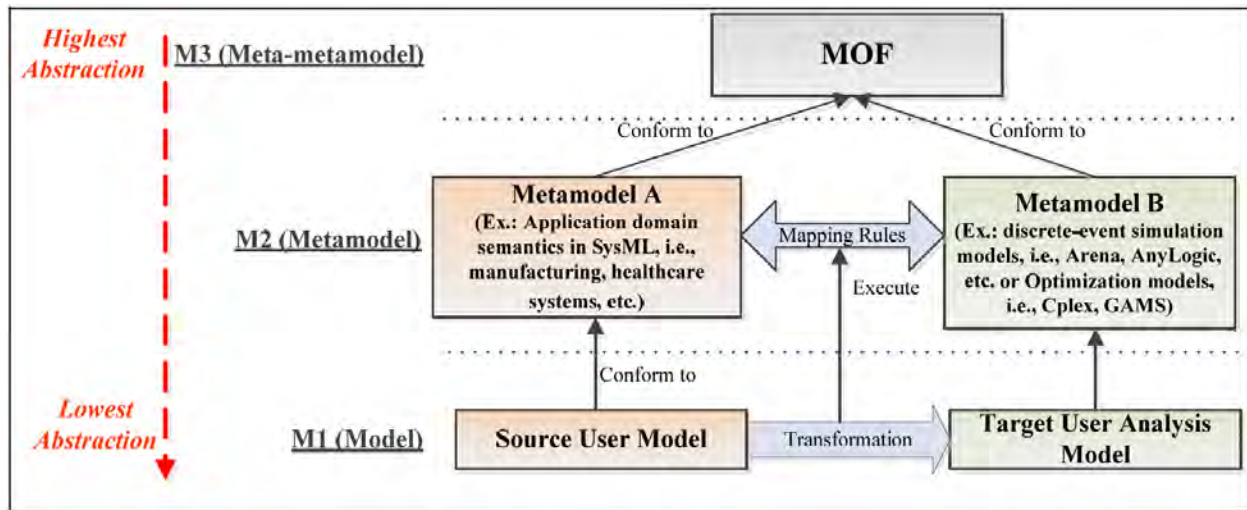 Highest
Abstraction
M3 (Meta-metamodel)
MOF
Conform to
Conform to
M2 (Metamodel)
Metamodel A
(Ex.: Application domain
semantics in SysML, i.e.,
manufacturing, healthcare
systems, etc.)
Mapping Rules
Execute
Metamodel B
(Ex.: discrete-event simulation
models, i.e., Arena, AnyLogic,
etc. or Optimization models,
i.e., Cplex, GAMS)
Conform to
Lowest
Abstraction
M1 (Model)
Source User Model
Transformation
Target User Analysis
Model